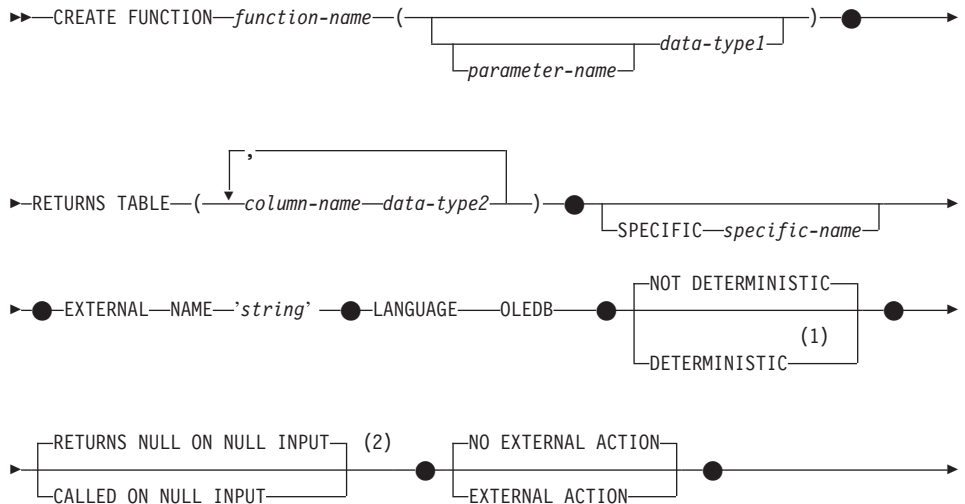 CREATE FUNCTION function-name ( data-type1 )
parameter-name
,
RETURNS TABLE ( column-name data-type2 )
SPECIFIC specific-name
EXTERNAL NAME 'string' LANGUAGE OLEDB
NOT DETERMINISTIC
(1)
DETERMINISTIC
RETURNS NULL ON NULL INPUT (2)
CALLED ON NULL INPUT
NO EXTERNAL ACTION
EXTERNAL ACTION